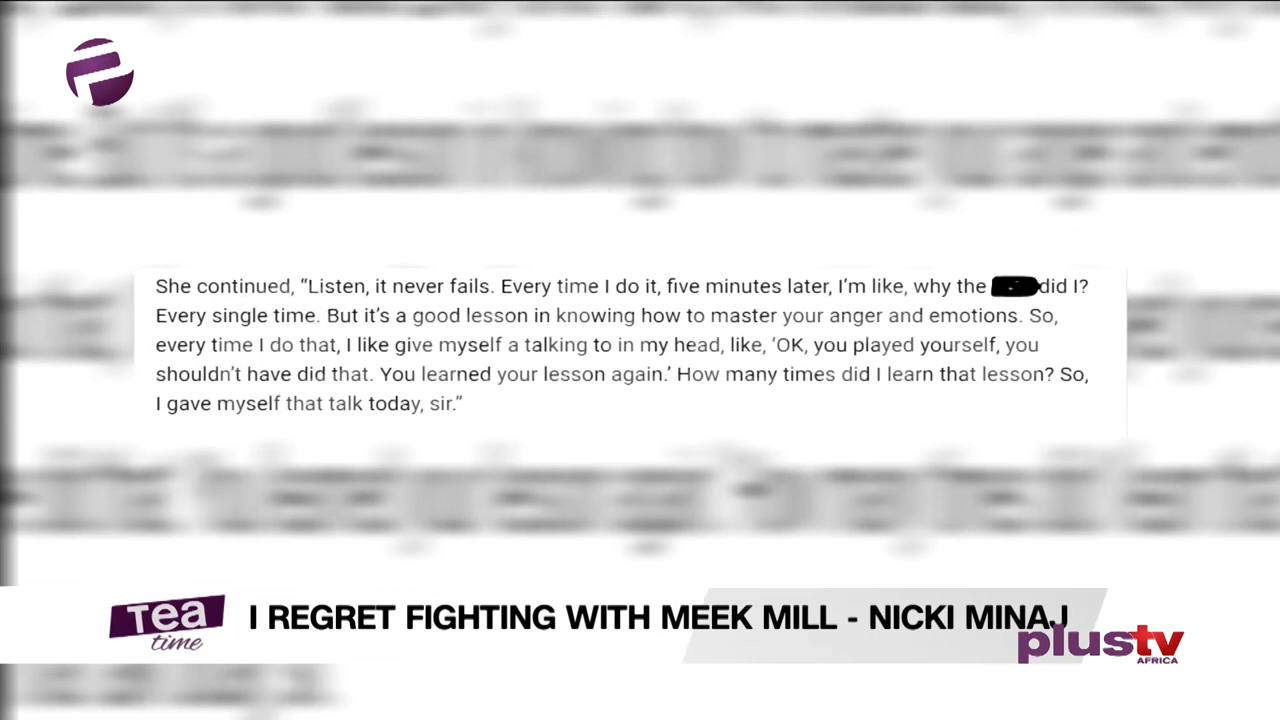 She continued, “Listen, it never fails. Every time I do it, five minutes later, I’m like, why the did I?
Every single time. But it’s a good lesson in knowing how to master your anger and emotions. So,
every time I do that, I like give myself a talking to in my head, like, ‘OK, you played yourself, you
shouldn’t have did that. You learned your lesson again.’ How many times did I learn that lesson? So,
I gave myself that talk today, sir.”
Tea
time
I REGRET FIGHTING WITH MEEK MILL - NICKI MINAJ
plustv
AFRICA